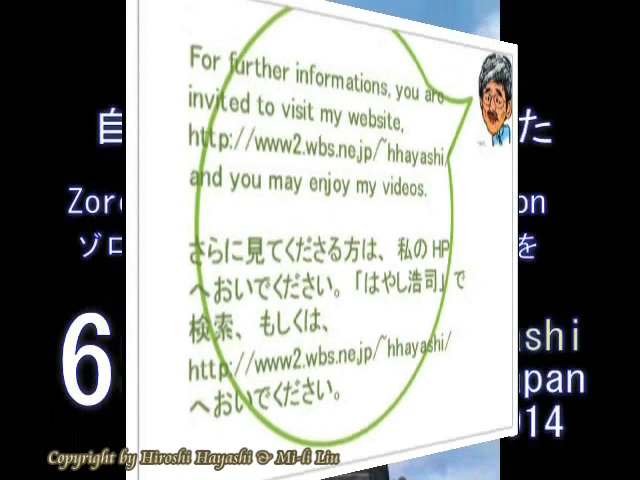 For further informations, you are
invited to visit my website,
http://www2.wbs.ne.jp/~hhayashi/
and you may enjoy my videos.
さらに見てくださる方は、私のHP
へおいでください。「はやし浩司」で
検索、もしくは、
http://www2.wbs.ne.jp/~hhayashi/
へおいでください。
自
た
Zor
on
ゾロ
を
6
shi
pan
014
Copyright by Hiroshi Hayashi & Mi-li Liu